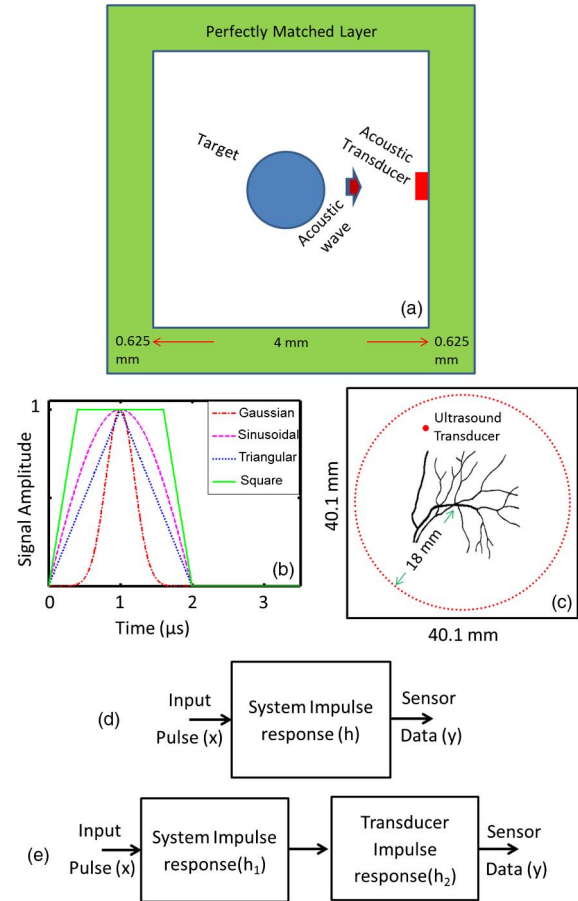 Perfectly Matched Layer
Target
Acoustic
Transducer
Acoustic
wave
(a)
0.625
mm
4 mm
0.625
mm
1
Gaussian
Sinusoidal
Triangular
Square
Signal Amplitude
(b)
0
1
2
3
Time (µs)
Ultrasound
Transducer
40.1 mm
18 mm
(c)
40.1 mm
(d)
Input
Pulse (x)
System Impulse
response (h)
Sensor
Data (y)
(e)
Input
Pulse (x)
System Impulse
response(h₁)
Transducer
Impulse
response(h₂)
Sensor
Data (y)